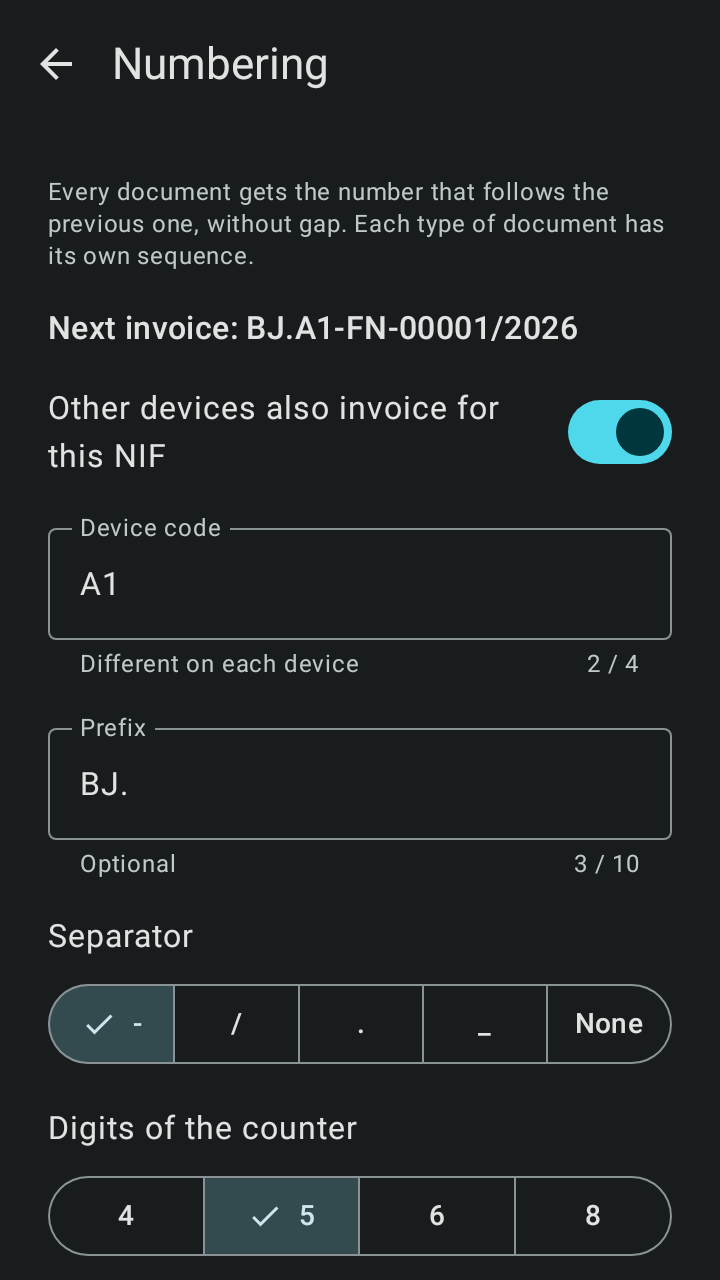 Numbering
Every document gets the number that follows the
previous one, without gap. Each type of document has
its own sequence.
Next invoice: BJ.A1-FN-00001/2026
Other devices also invoice for
this NIF
Device code
A1
Different on each device
2 / 4
Prefix
BJ.
Optional
3 / 10
Separator
-
/
.
_
None
Digits of the counter
4
5
6
8